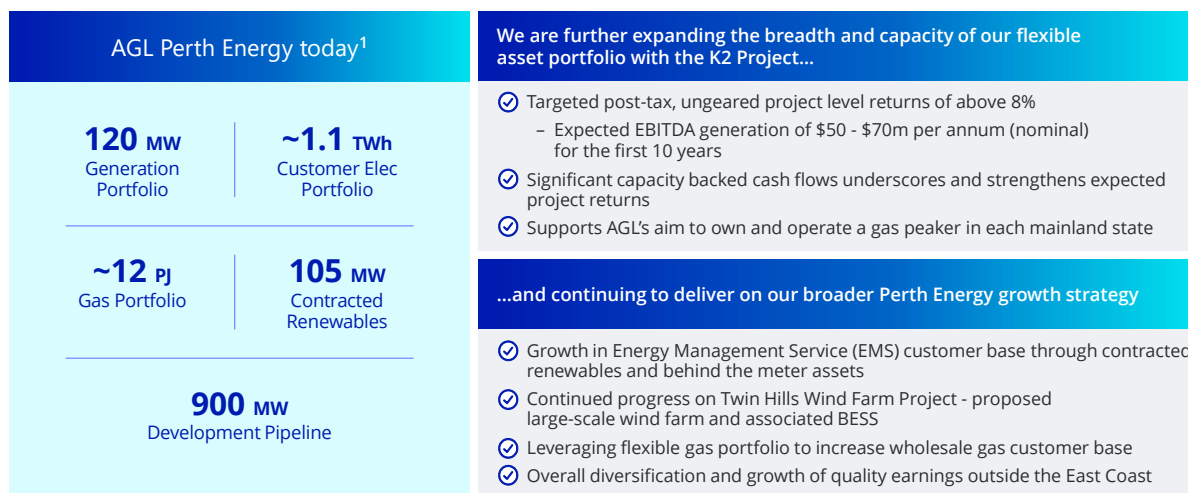 AGL Perth Energy today¹
120 MW
Generation
Portfolio
~1.1 TWh
Customer Elec
Portfolio
~12 PJ
Gas Portfolio
105 MW
Contracted
Renewables
900 MW
Development Pipeline
We are further expanding the breadth and capacity of our flexible
asset portfolio with the K2 Project...
Targeted post-tax, ungeared project level returns of above 8%
– Expected EBITDA generation of $50 - $70m per annum (nominal)
for the first 10 years
Significant capacity backed cash flows underscores and strengthens expected
project returns
Supports AGL’s aim to own and operate a gas peaker in each mainland state
...and continuing to deliver on our broader Perth Energy growth strategy
Growth in Energy Management Service (EMS) customer base through contracted
renewables and behind the meter assets
Continued progress on Twin Hills Wind Farm Project - proposed
large-scale wind farm and associated BESS
Leveraging flexible gas portfolio to increase wholesale gas customer base
Overall diversification and growth of quality earnings outside the East Coast